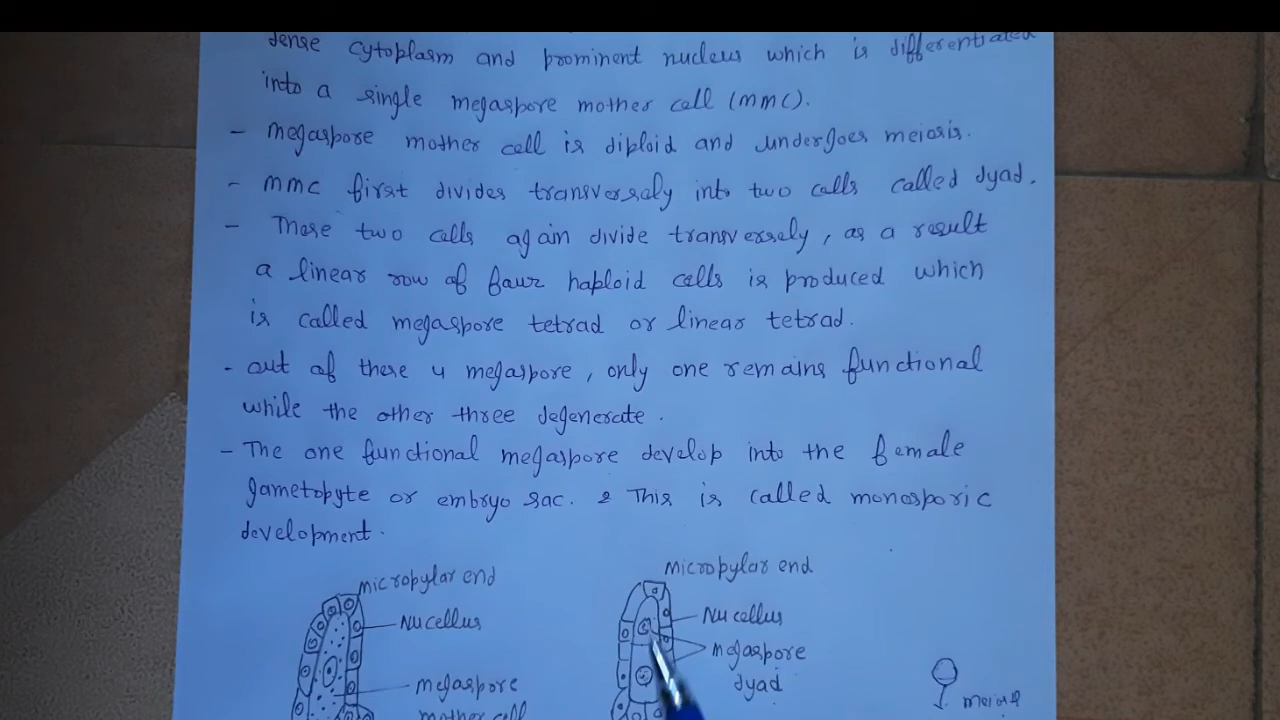 dense cytoplasm and prominent nucleus which is differentiated
into a single megaspore mother cell (MMC).
- megaspore mother cell is diploid and undergoes meiosis.
- MMC first divides transversely into two cells called dyad.
- These two cells again divide transversely, as a result
a linear row of four haploid cells is produced which
is called megaspore tetrad or linear tetrad.
- out of these 4 megaspore, only one remains functional
while the other three degenerate.
- The one functional megaspore develop into the female
gametopyte or embryo sac. & This is called monosporic
development.
micropylar end
Nucellus
megaspore
mother cell
micropylar end
Nucellus
megaspore
dyad
meiosis